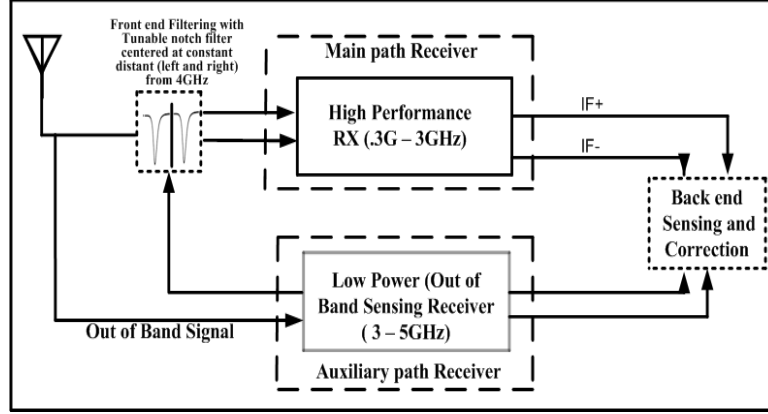 Front end Filtering with
Tunable notch filter
centered at constant
distant (left and right)
from 4GHz
Main path Receiver
High Performance
RX (.3G – 3GHz)
IF+
IF-
Back end
Sensing and
Correction
Low Power (Out of
Band Sensing Receiver
( 3 – 5GHz)
Out of Band Signal
Auxiliary path Receiver